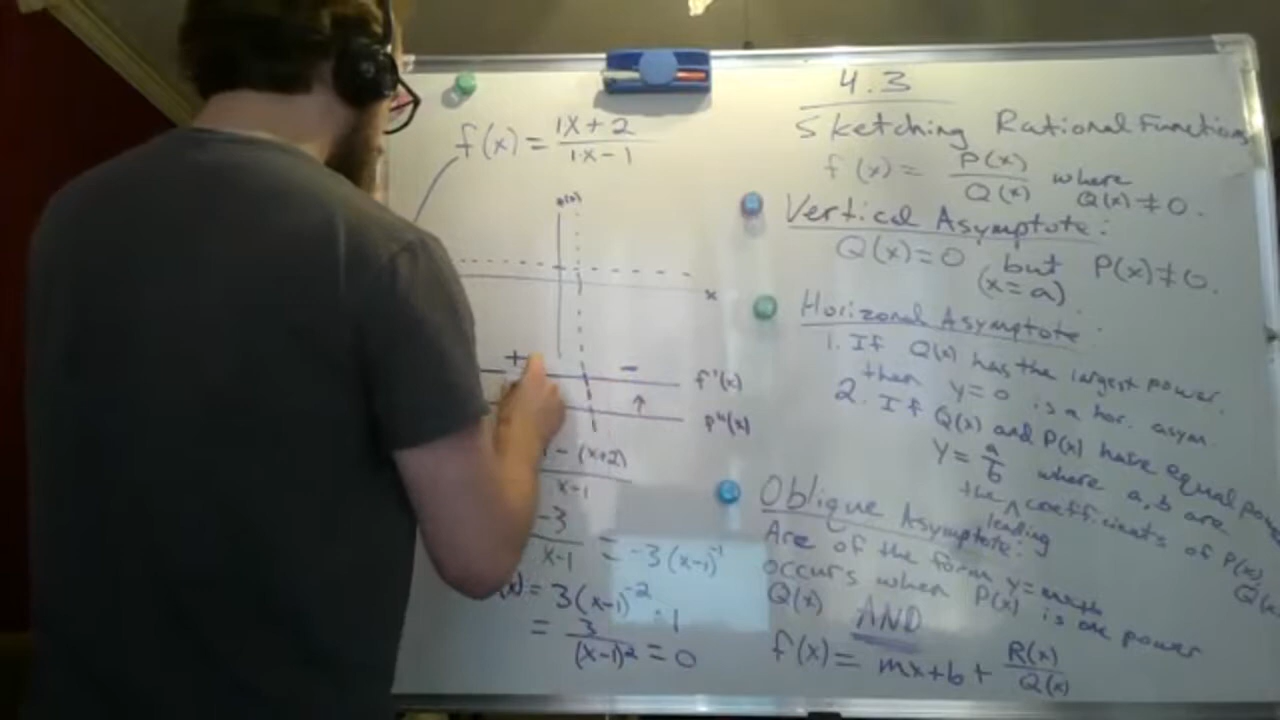 f(x) = 1x + 2
1x - 1
x
+
-
f'(x)
↑
f''(x)
- (x+2)
x-1
-3
x-1
= -3(x-1)^-1
= 3(x-1)^-2 · 1
= 3
(x-1)^2 = 0
4.3
Sketching Rational Functions
f(x) = P(x)
Q(x)
where
Q(x) ≠ 0.
Vertical Asymptote:
Q(x) = 0 but P(x) ≠ 0.
(x = a)
Horizonal Asymptote:
1. If Q(x) has the largest power.
then y = 0 is a hor. asym.
2. If Q(x) and P(x) have equal power
y = a
b
where a, b are
the ^ coefficients of P(x)
leading
Q(x)
Oblique Asymptote:
Are of the form y = mx+b
occurs when P(x) is one power
Q(x) AND
f(x) = mx+b + R(x)
Q(x)